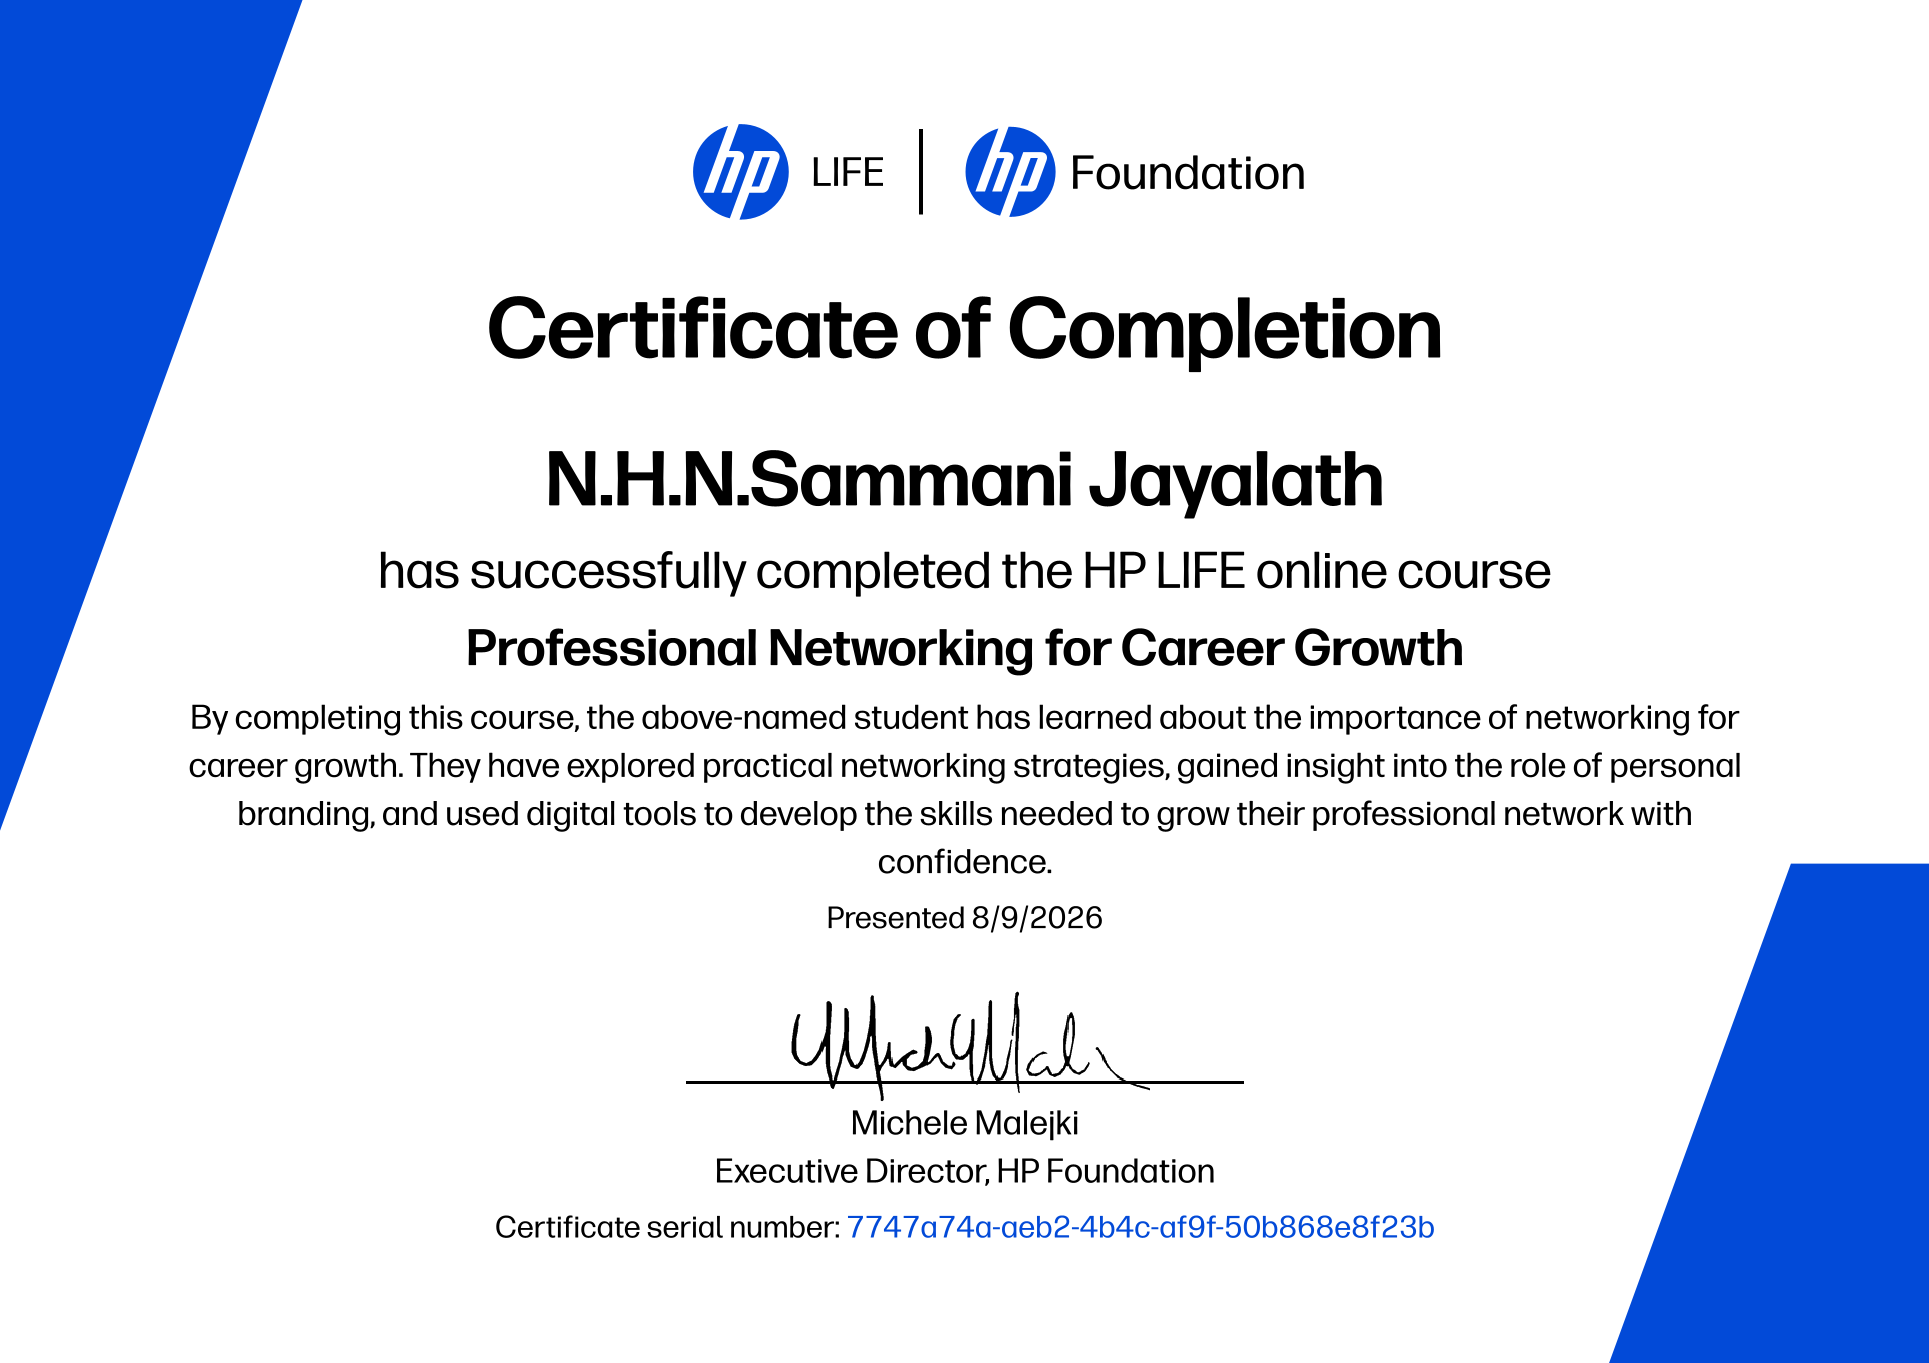 hp LIFE | hp Foundation
Certificate of Completion
N.H.N.Sammani Jayalath
has successfully completed the HP LIFE online course
Professional Networking for Career Growth
By completing this course, the above-named student has learned about the importance of networking for
career growth. They have explored practical networking strategies, gained insight into the role of personal
branding, and used digital tools to develop the skills needed to grow their professional network with
confidence.
Presented 8/9/2026
Michele Malejki
Executive Director, HP Foundation
Certificate serial number: 7747a74a-aeb2-4b4c-af9f-50b868e8f23b